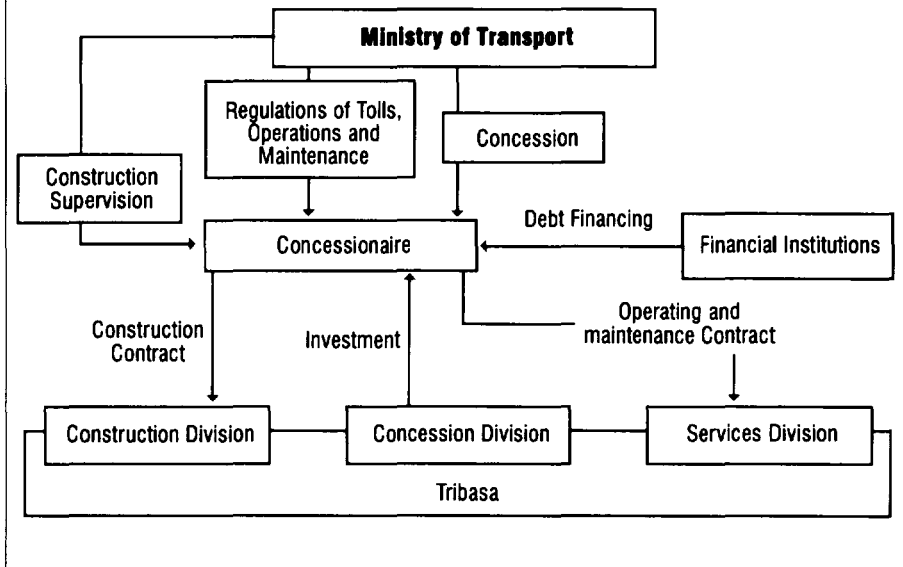 Ministry of Transport
Regulations of Tolls,
Operations and
Maintenance
Concession
Construction
Supervision
Debt Financing
Concessionaire
Financial Institutions
Construction
Contract
Investment
Operating and
maintenance Contract
Construction Division
Concession Division
Services Division
Tribasa